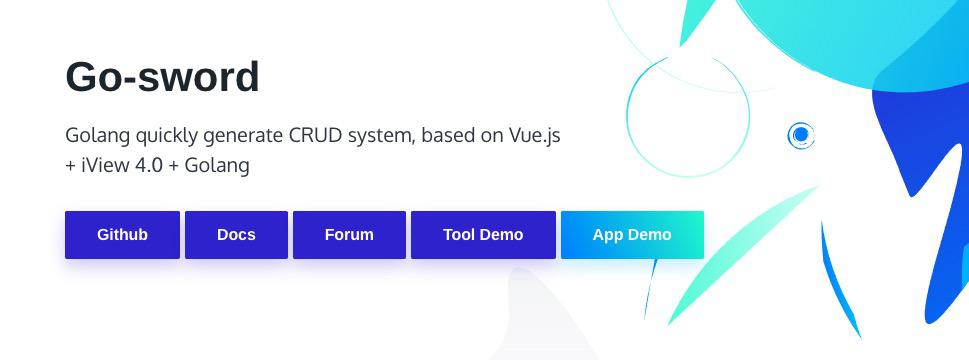 Go-sword
Golang quickly generate CRUD system, based on Vue.js
+ iView 4.0 + Golang
Github Docs Forum Tool Demo App Demo